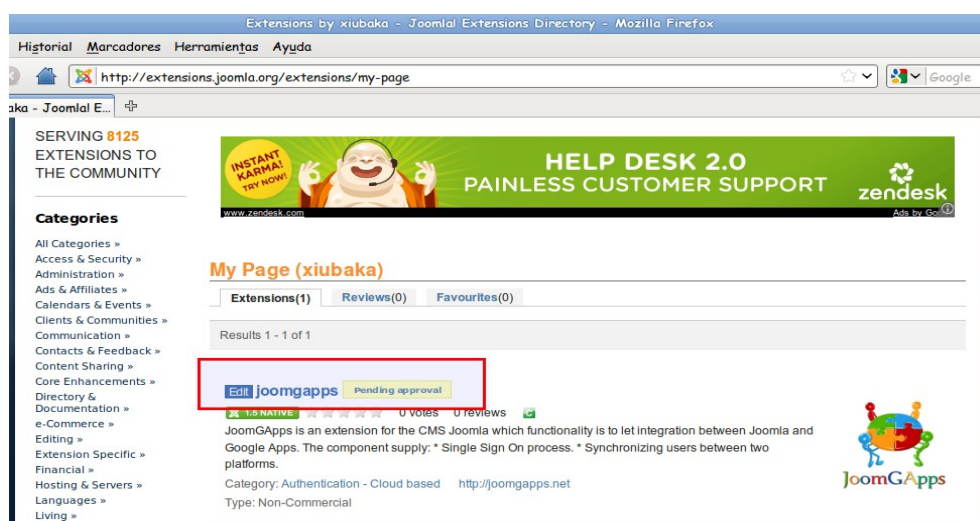 Extensions by xiubaka - Joomla! Extensions Directory - Mozilla Firefox
Historial Marcadores Herramientas Ayuda
http://extensions.joomla.org/extensions/my-page
Google
aka - Joomla! E...
SERVING 8125
EXTENSIONS TO
THE COMMUNITY
INSTANT
KARMA!
TRY NOW!
HELP DESK 2.0
PAINLESS CUSTOMER SUPPORT
zendesk
www.zendesk.com
Ads by Go
Categories
All Categories »
Access & Security »
Administration »
Ads & Affiliates »
Calendars & Events »
Clients & Communities »
Communication »
Contacts & Feedback »
Content Sharing »
Core Enhancements »
Directory &
Documentation »
e-Commerce »
Editing »
Extension Specific »
Financial »
Hosting & Servers »
Languages »
Living »
My Page (xiubaka)
Extensions(1) Reviews(0) Favourites(0)
Results 1 - 1 of 1
Edit joomgapps Pending approval
1.5 NATIVE 0 votes 0 reviews C
JoomGApps is an extension for the CMS Joomla which functionality is to let integration between Joomla and
Google Apps. The component supply: * Single Sign On process. * Synchronizing users between two
platforms.
Category: Authentication - Cloud based http://joomgapps.net
Type: Non-Commercial
JoomGApps